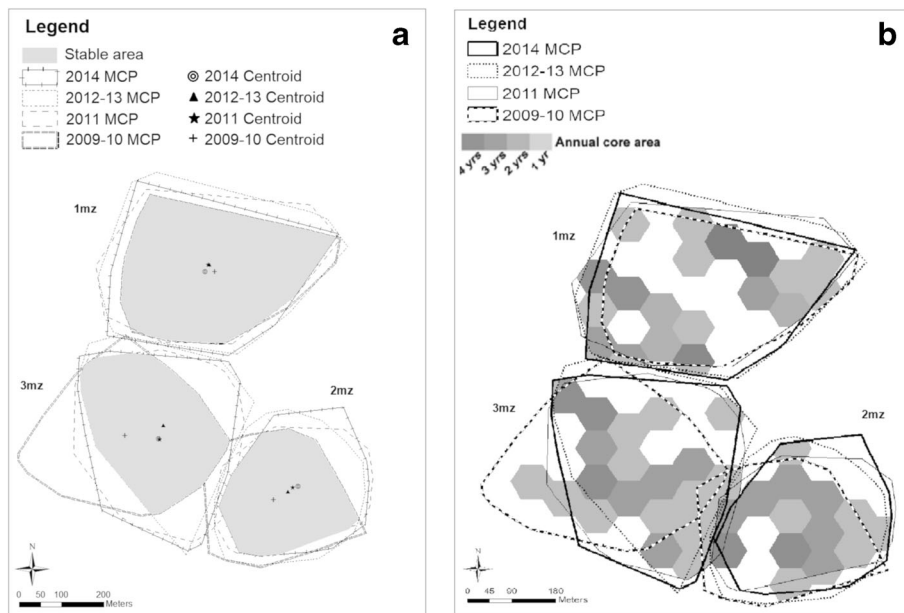 Legend
a
Stable area
2014 MCP
2012-13 MCP
2011 MCP
2009-10 MCP
2014 Centroid
2012-13 Centroid
2011 Centroid
2009-10 Centroid
1mz
3mz
2mz
N
0 50 100 200
Meters
Legend
b
2014 MCP
2012-13 MCP
2011 MCP
2009-10 MCP
Annual core area
4 yrs
3 yrs
2 yrs
1 yr
1mz
3mz
2mz
N
0 45 90 180
Meters